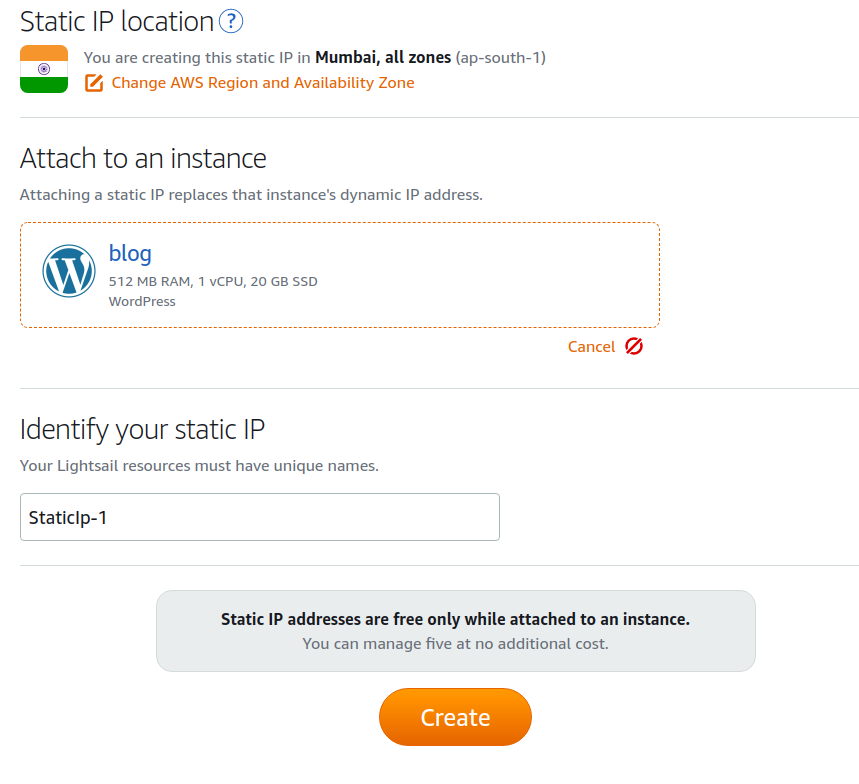 Static IP location ?
You are creating this static IP in Mumbai, all zones (ap-south-1)
Change AWS Region and Availability Zone
Attach to an instance
Attaching a static IP replaces that instance's dynamic IP address.
blog
512 MB RAM, 1 vCPU, 20 GB SSD
WordPress
Cancel
Identify your static IP
Your Lightsail resources must have unique names.
StaticIp-1
Static IP addresses are free only while attached to an instance.
You can manage five at no additional cost.
Create